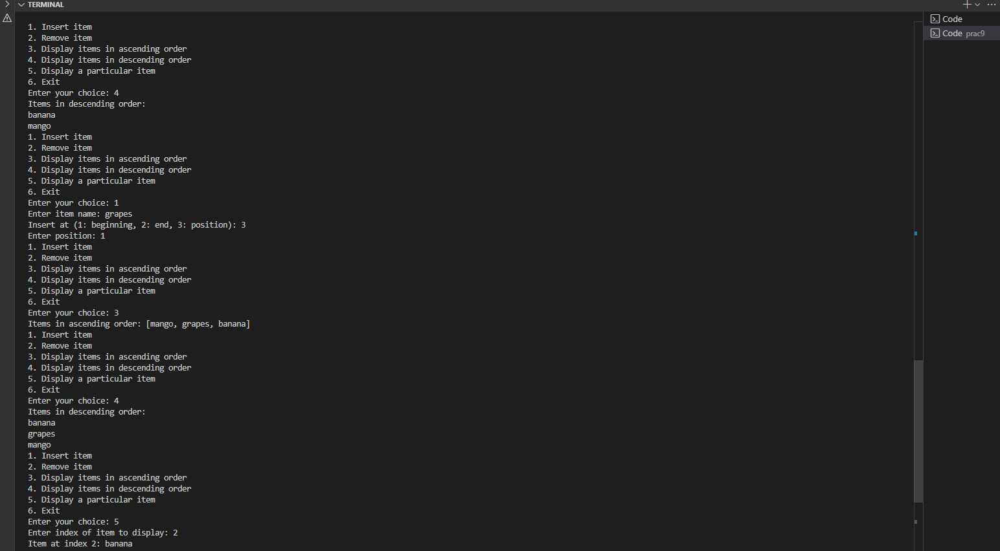 TERMINAL
1. Insert item
2. Remove item
3. Display items in ascending order
4. Display items in descending order
5. Display a particular item
6. Exit
Enter your choice: 4
Items in descending order:
banana
mango
1. Insert item
2. Remove item
3. Display items in ascending order
4. Display items in descending order
5. Display a particular item
6. Exit
Enter your choice: 1
Enter item name: grapes
Insert at (1: beginning, 2: end, 3: position): 3
Enter position: 1
1. Insert item
2. Remove item
3. Display items in ascending order
4. Display items in descending order
5. Display a particular item
6. Exit
Enter your choice: 3
Items in ascending order: [mango, grapes, banana]
1. Insert item
2. Remove item
3. Display items in ascending order
4. Display items in descending order
5. Display a particular item
6. Exit
Enter your choice: 4
Items in descending order:
banana
grapes
mango
1. Insert item
2. Remove item
3. Display items in ascending order
4. Display items in descending order
5. Display a particular item
6. Exit
Enter your choice: 5
Enter index of item to display: 2
Item at index 2: banana
Code
Code prac9